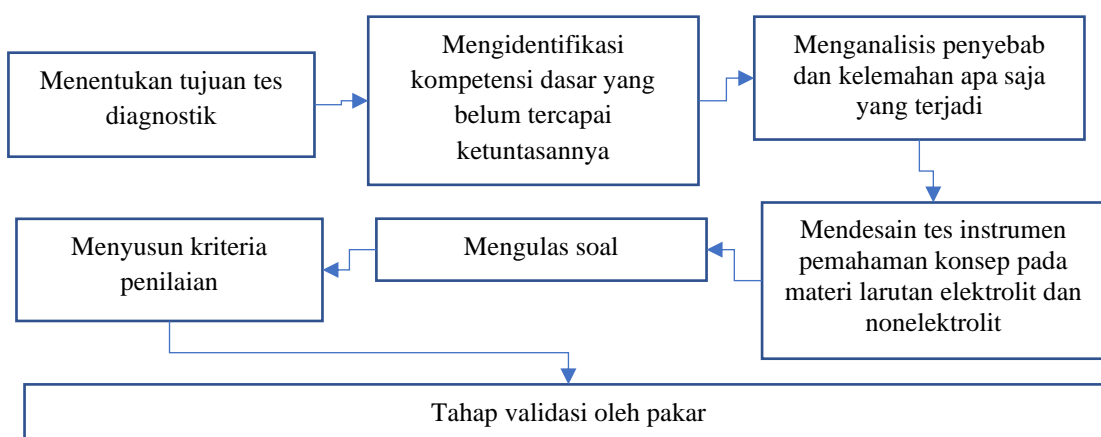 Menentukan tujuan tes
diagnostik
Mengidentifikasi
kompetensi dasar yang
belum tercapai
ketuntasannya
Menganalisis penyebab
dan kelemahan apa saja
yang terjadi
Mendesain tes instrumen
pemahaman konsep pada
materi larutan elektrolit dan
nonelektrolit
Mengulas soal
Menyusun kriteria
penilaian
Tahap validasi oleh pakar